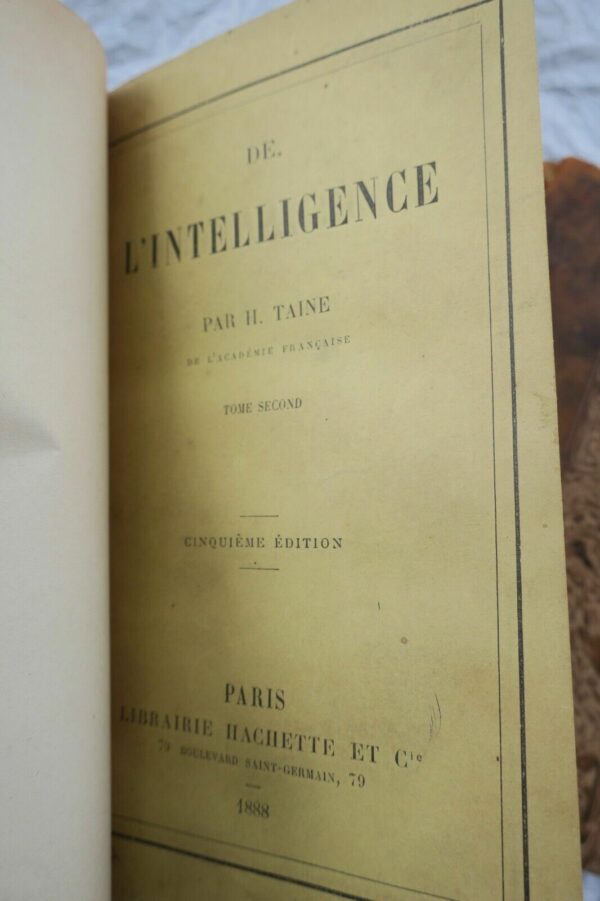 DE.
L'INTELLIGENCE
PAR H. TAINE
DE L'ACADÉMIE FRANÇAISE
TOME SECOND
CINQUIÈME ÉDITION
PARIS
LIBRAIRIE HACHETTE ET Cie
79 BOULEVARD SAINT-GERMAIN, 79
1888